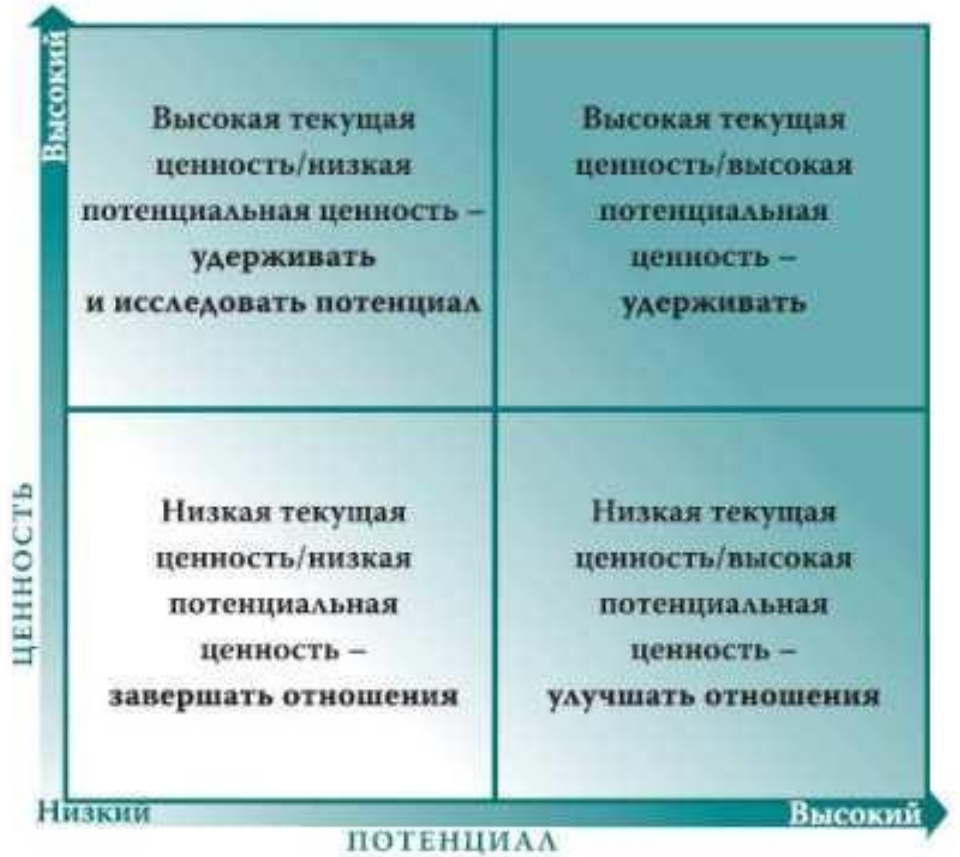 Высокий
Высокая текущая
ценность/низкая
потенциальная ценность –
удерживать
и исследовать потенциал
Высокая текущая
ценность/высокая
потенциальная
ценность –
удерживать
ЦЕННОСТЬ
Низкая текущая
ценность/низкая
потенциальная
ценность –
завершать отношения
Низкая текущая
ценность/высокая
потенциальная
ценность –
улучшать отношения
Низкий
Высокий
ПОТЕНЦИАЛ